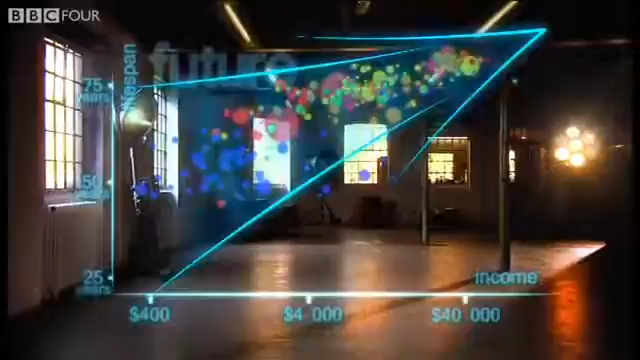 BBC FOUR
future
lifespan
75
years
50
years
25
years
income
$400
$4 000
$40 000